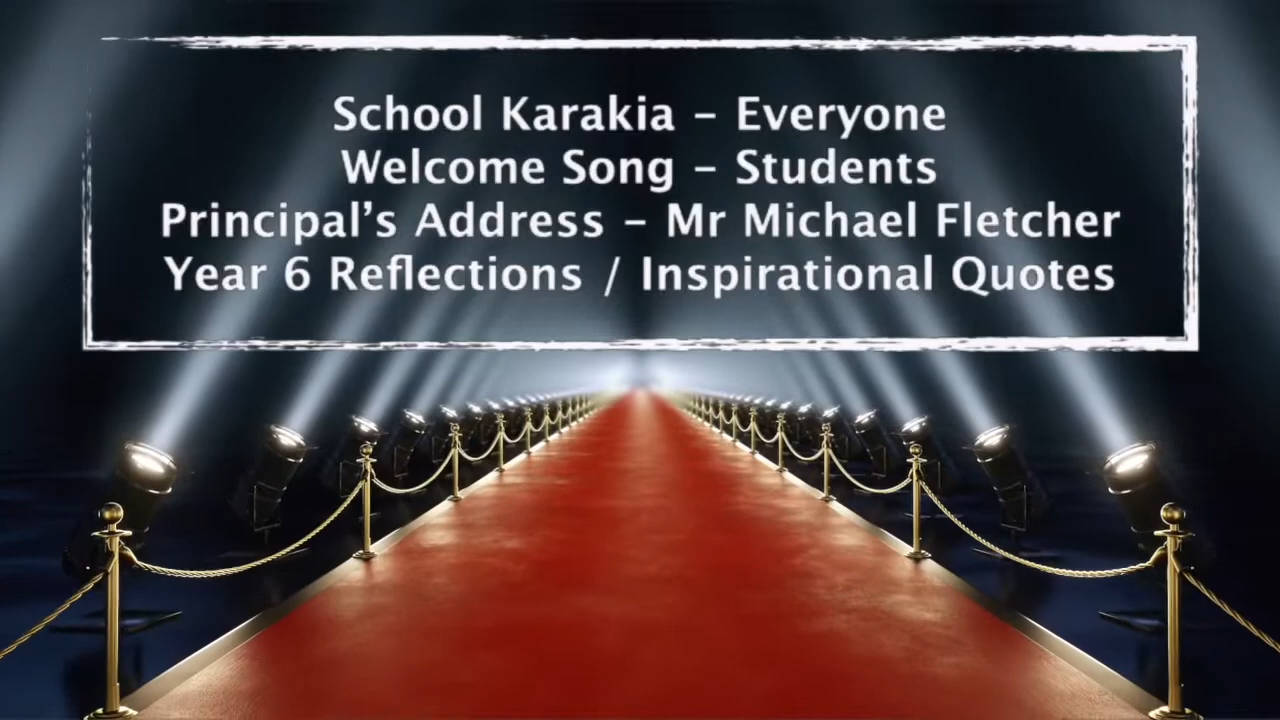 School Karakia – Everyone
Welcome Song – Students
Principal’s Address – Mr Michael Fletcher
Year 6 Reflections / Inspirational Quotes